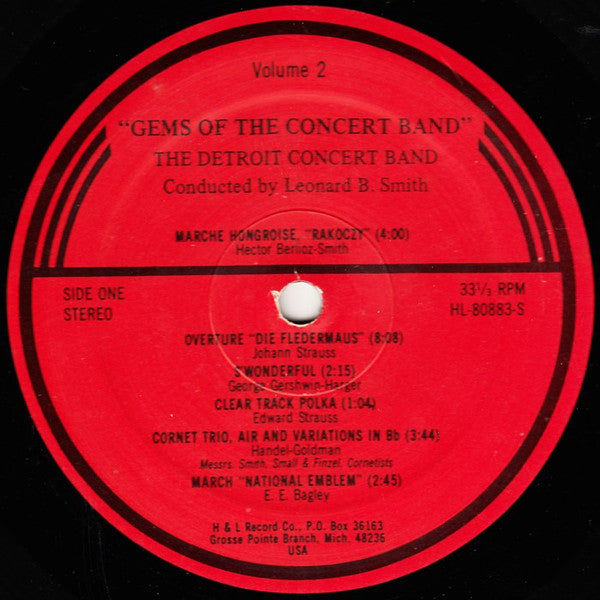 Volume 2
"GEMS OF THE CONCERT BAND"
THE DETROIT CONCERT BAND
Conducted by Leonard B. Smith
MARCHE HONGROISE, "RAKOCZY" (4:00)
Hector Berlioz-Smith
SIDE ONE
STEREO
33⅓ RPM
HL-80883-S
OVERTURE "DIE FLEDERMAUS" (8:08)
Johann Strauss
S'WONDERFUL (2:15)
George Gershwin-Harger
CLEAR TRACK POLKA (1:04)
Edward Strauss
CORNET TRIO, AIR AND VARIATIONS IN Bb (3:44)
Handel-Goldman
Messrs. Smith, Small & Finzel, Cornetists
MARCH "NATIONAL EMBLEM" (2:45)
E. E. Bagley
H & L Record Co., P.O. Box 36163
Grosse Pointe Branch, Mich. 48236
USA